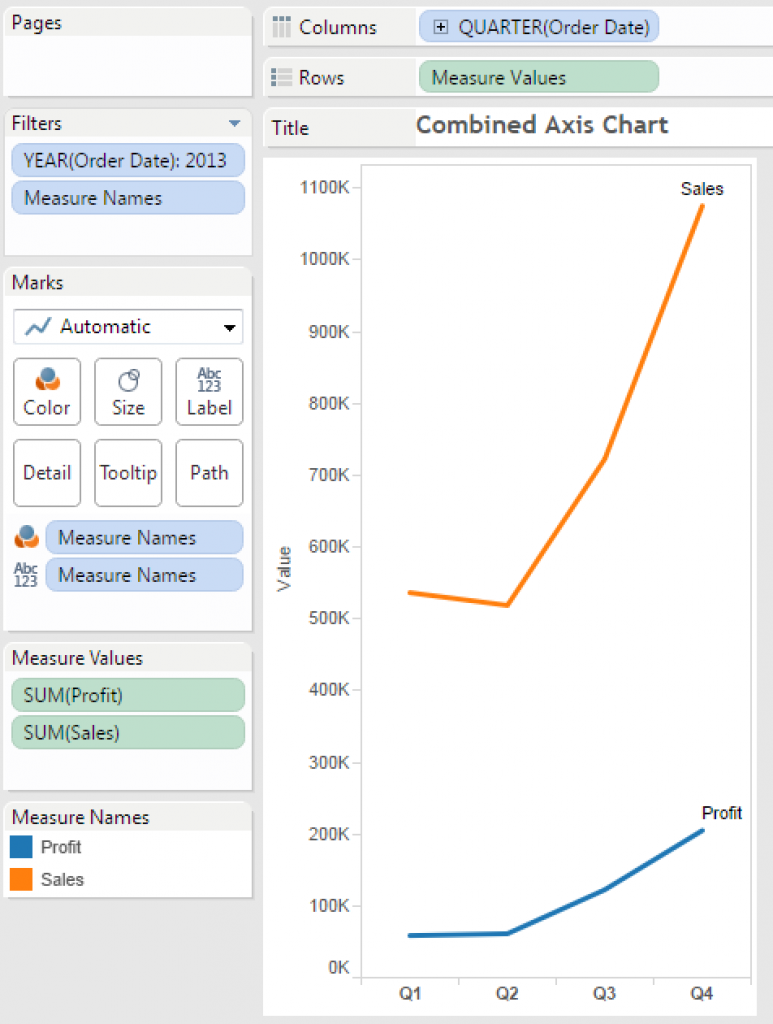 Pages
Filters
YEAR(Order Date): 2013
Measure Names
Marks
Automatic
Color
Size
Abc
123
Label
Detail
Tooltip
Path
Measure Names
Abc
123
Measure Names
Measure Values
SUM(Profit)
SUM(Sales)
Measure Names
Profit
Sales
Columns
QUARTER(Order Date)
Rows
Measure Values
Title
Combined Axis Chart
Value
1100K
1000K
900K
800K
700K
600K
500K
400K
300K
200K
100K
0K
Sales
Profit
Q1 Q2 Q3 Q4